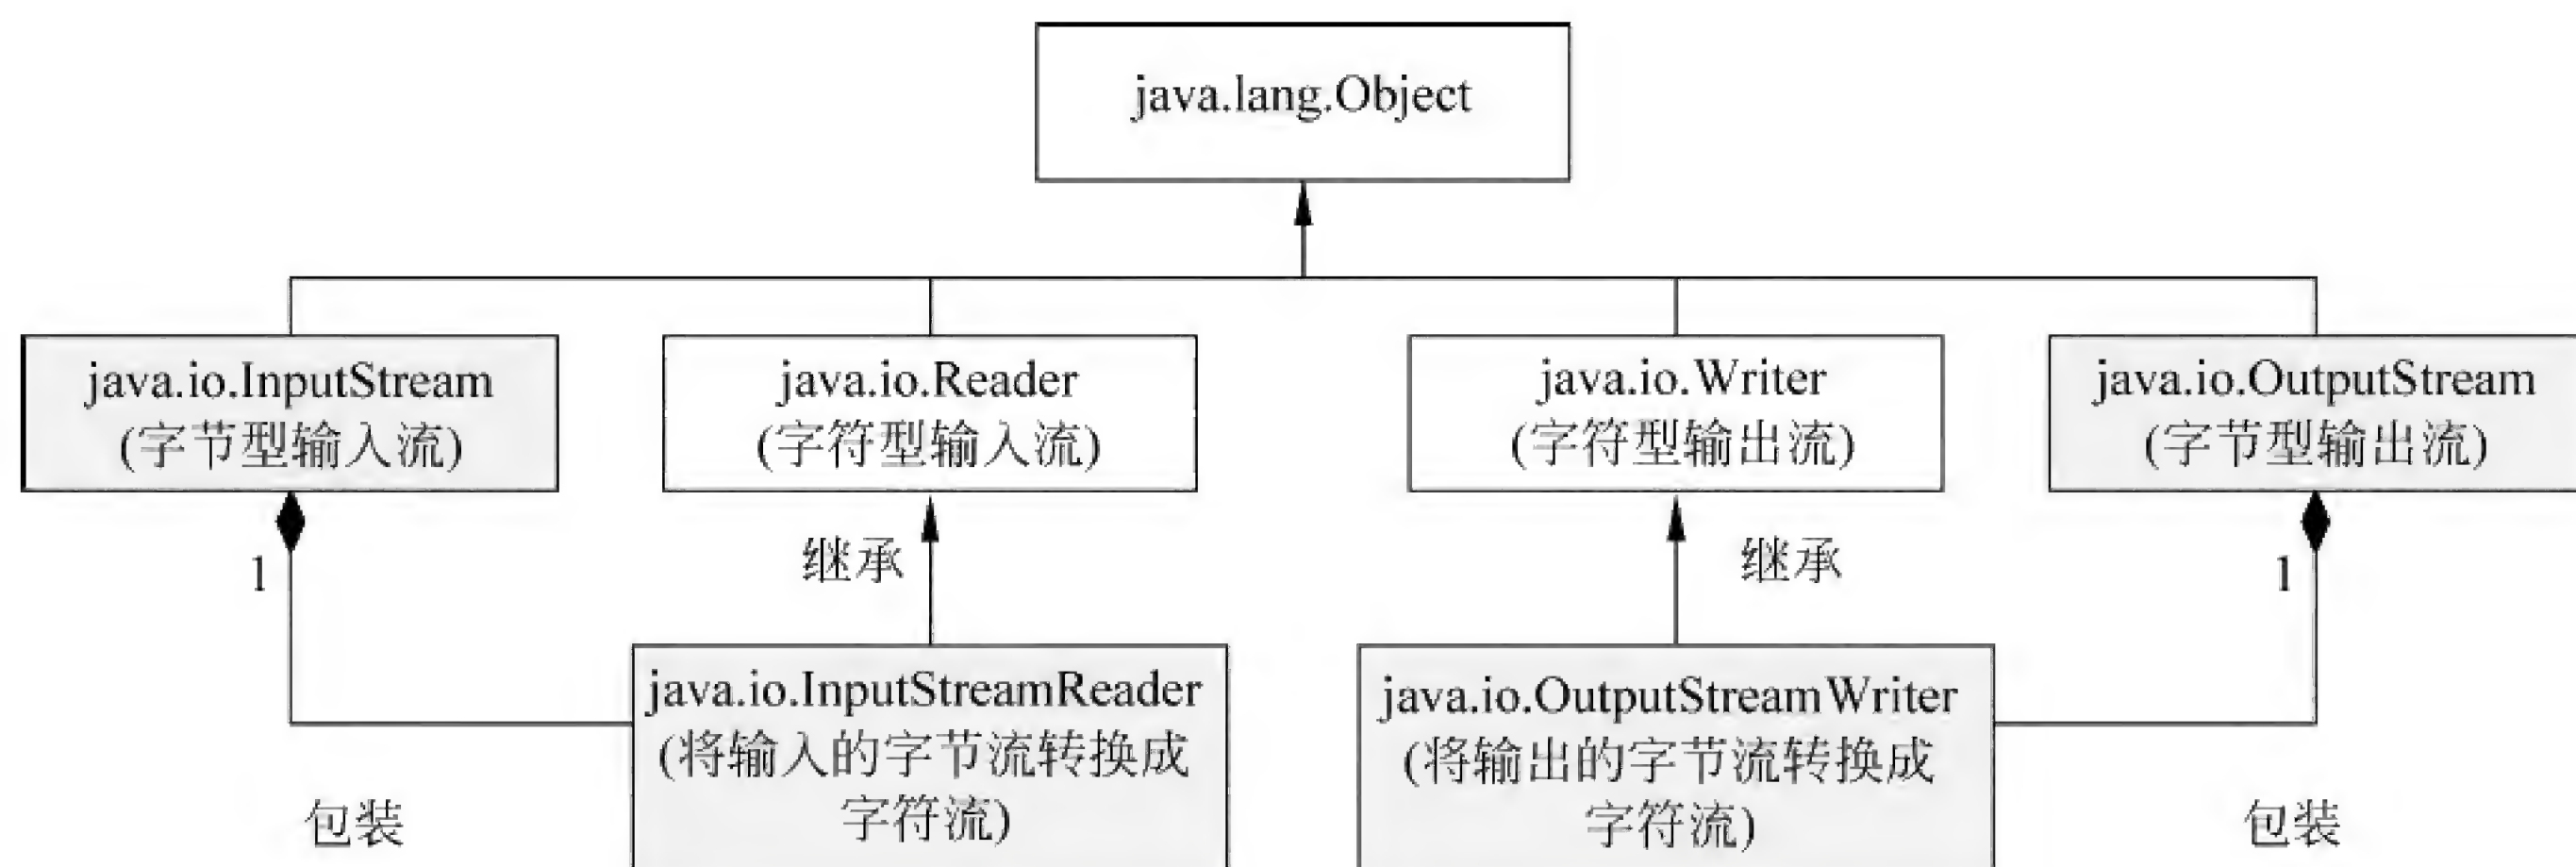 java.lang.Object
java.io.InputStream
(字节型输入流)
java.io.Reader
(字符型输入流)
java.io.Writer
(字符型输出流)
java.io.OutputStream
(字节型输出流)
1
继承
继承
1
java.io.InputStreamReader
(将输入的字节流转换成
字符流)
java.io.OutputStreamWriter
(将输出的字节流转换成
字符流)
包装
包装